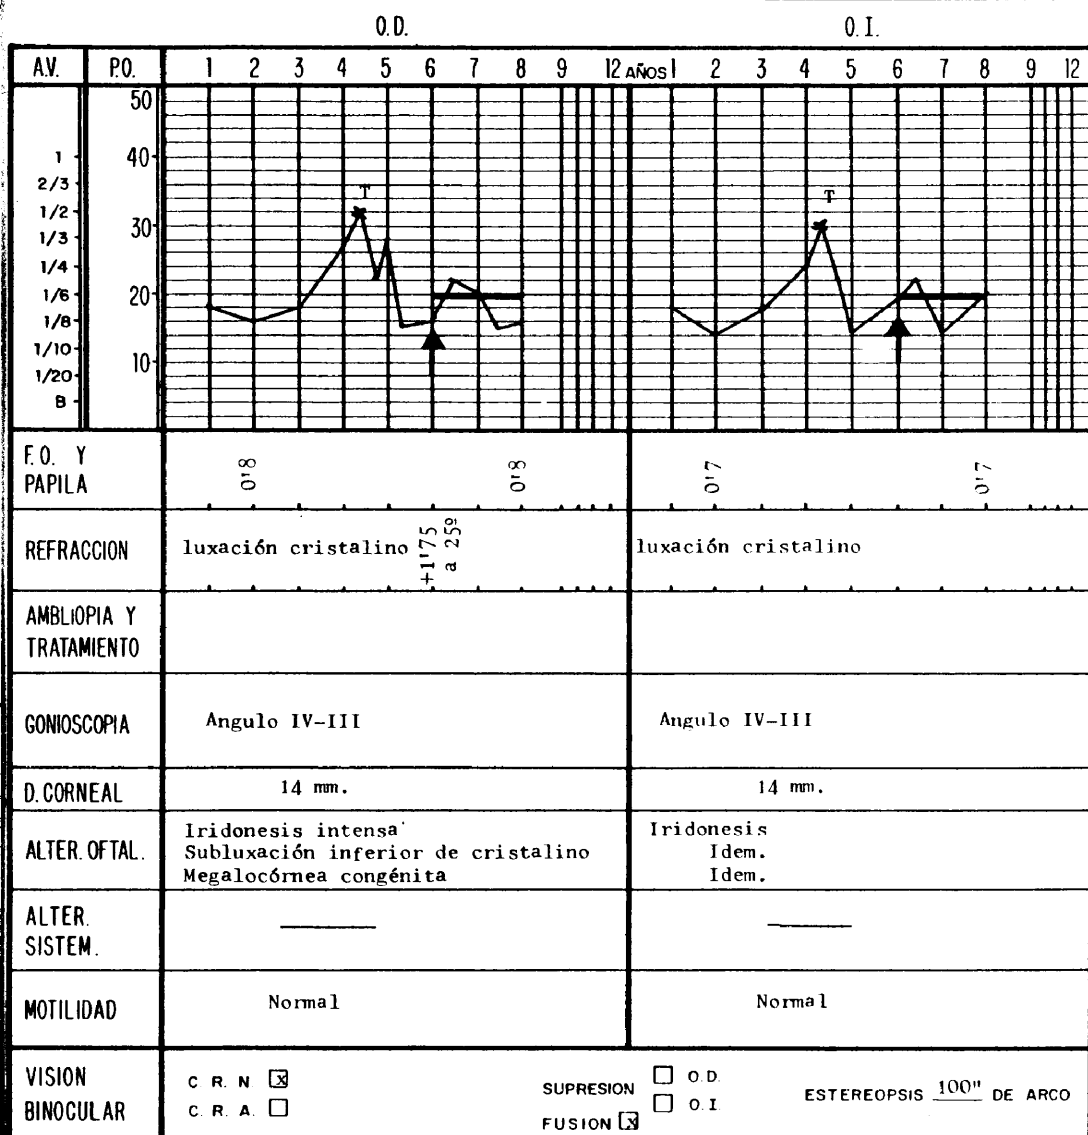 O.D. O.I.
A.V. P.O. 1 2 3 4 5 6 7 8 9 12 AÑOS 1 2 3 4 5 6 7 8 9 12
50
1 40
2/3
T T
1/2
30
1/3
1/4
1/6 20
1/8
1/10
10
1/20
B
F.O. Y PAPILA 0'8 0'8 0'7 0'7
REFRACCION luxación cristalino +1'75 a 25º luxación cristalino
AMBLIOPIA Y
TRATAMIENTO
GONIOSCOPIA Angulo IV-III Angulo IV-III
D. CORNEAL 14 mm. 14 mm.
ALTER. OFTAL. Iridonesis intensa Iridonesis
Subluxación inferior de cristalino Idem.
Megalocórnea congénita Idem.
ALTER.
SISTEM.
MOTILIDAD Normal Normal
VISION BINOCULAR
C. R. N. x
C. R. A.
SUPRESION O.D.
O.I.
FUSION x
ESTEREOPSIS 100" DE ARCO